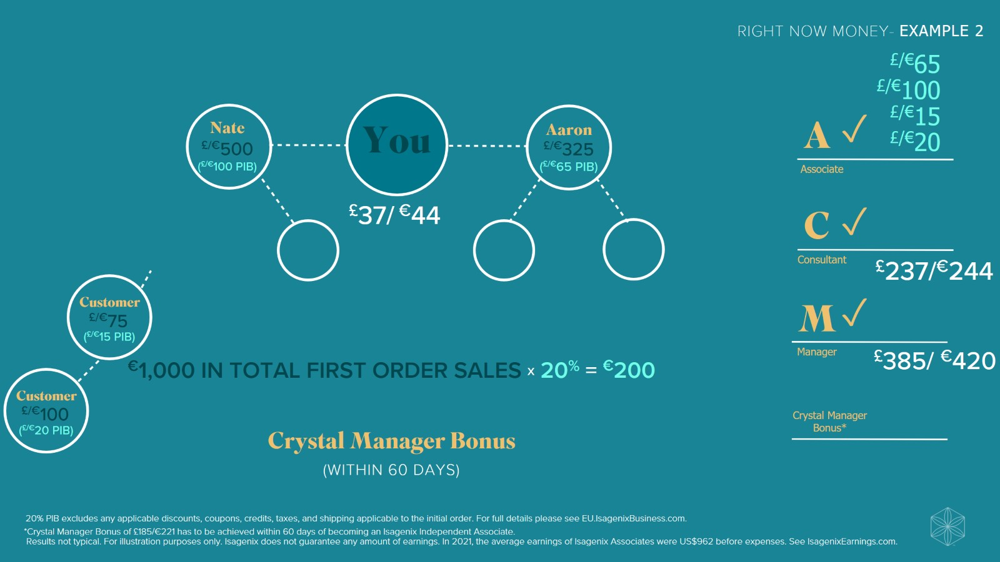 RIGHT NOW MONEY- EXAMPLE 2
£/€65
£/€100
£/€15
£/€20
A ✓
Associate
Nate
£/€500
(£/€100 PIB)
You
£37/ €44
Aaron
£/€325
(£/€65 PIB)
C ✓
Consultant
£237/€244
Customer
£/€75
(£/€15 PIB)
M ✓
Manager
£385/ €420
€1,000 IN TOTAL FIRST ORDER SALES x 20% = €200
Customer
£/€100
(£/€20 PIB)
Crystal Manager
Bonus*
Crystal Manager Bonus
(WITHIN 60 DAYS)
20% PIB excludes any applicable discounts, coupons, credits, taxes, and shipping applicable to the initial order. For full details please see EU.IsagenixBusiness.com.
*Crystal Manager Bonus of £185/€221 has to be achieved within 60 days of becoming an Isagenix Independent Associate.
Results not typical. For illustration purposes only. Isagenix does not guarantee any amount of earnings. In 2021, the average earnings of Isagenix Associates were US$962 before expenses. See IsagenixEarnings.com.